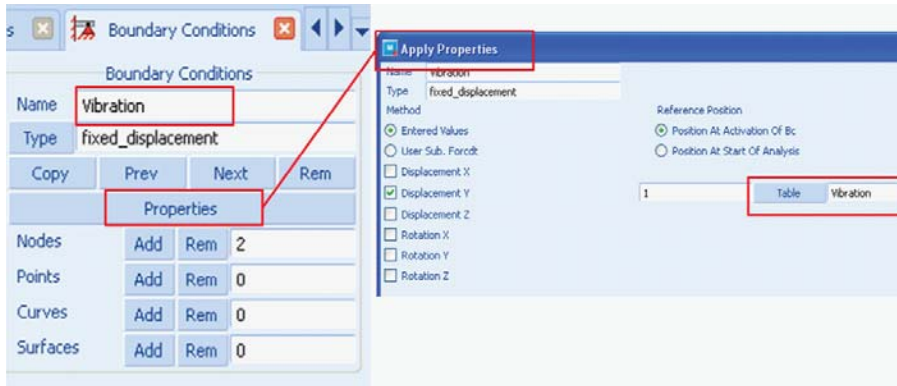 s Boundary Conditions
Boundary Conditions
Name Vibration
Type fixed_displacement
Copy Prev Next Rem
Properties
Nodes Add Rem 2
Points Add Rem 0
Curves Add Rem 0
Surfaces Add Rem 0
Apply Properties
Name Vibration
Type fixed_displacement
Method Reference Position
Entered Values Position At Activation Of Bc
User Sub. Forcdt Position At Start Of Analysis
Displacement X
Displacement Y 1 Table Vibration
Displacement Z
Rotation X
Rotation Y
Rotation Z